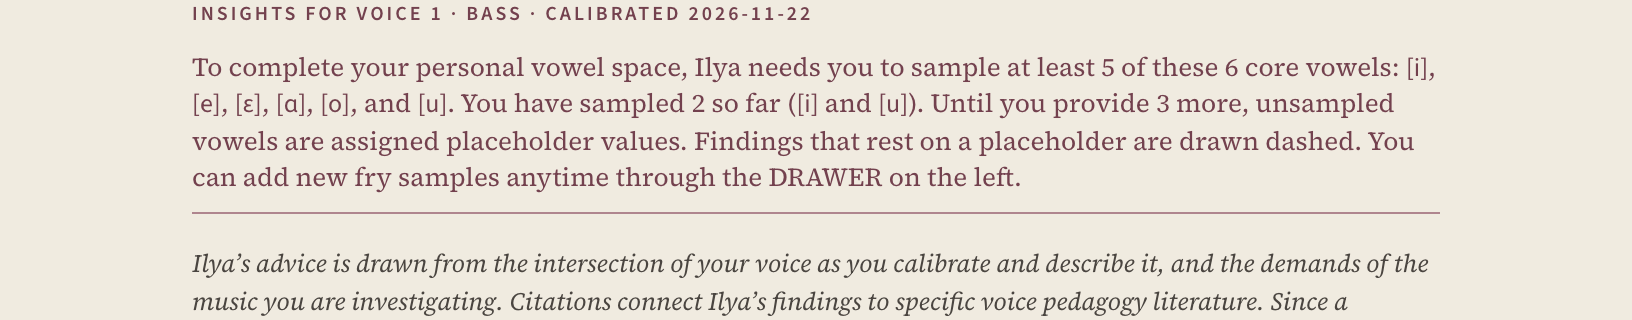 INSIGHTS FOR VOICE 1 · BASS · CALIBRATED 2026-11-22
To complete your personal vowel space, Ilya needs you to sample at least 5 of these 6 core vowels: [i],
[e], [ɛ], [ɑ], [o], and [u]. You have sampled 2 so far ([i] and [u]). Until you provide 3 more, unsampled
vowels are assigned placeholder values. Findings that rest on a placeholder are drawn dashed. You
can add new fry samples anytime through the DRAWER on the left.
Ilya’s advice is drawn from the intersection of your voice as you calibrate and describe it, and the demands of the
music you are investigating. Citations connect Ilya’s findings to specific voice pedagogy literature. Since a